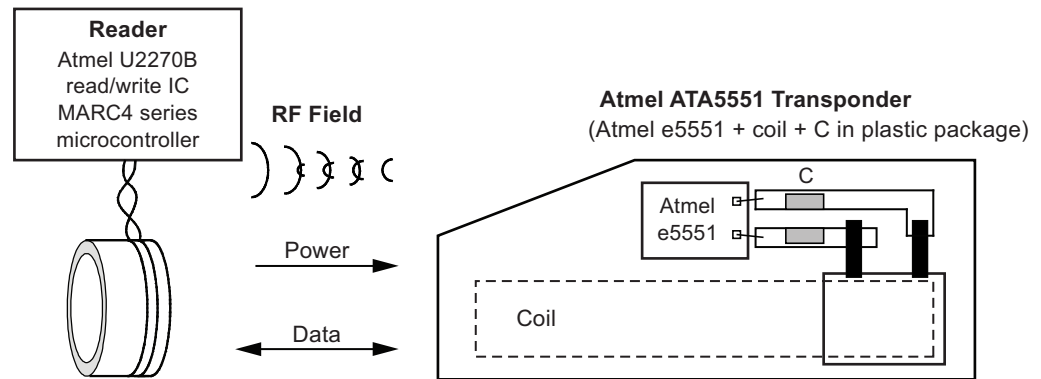 Reader
Atmel U2270B
read/write IC
MARC4 series
microcontroller
RF Field
Power
Data
Atmel ATA5551 Transponder
(Atmel e5551 + coil + C in plastic package)
C
Atmel
e5551
Coil